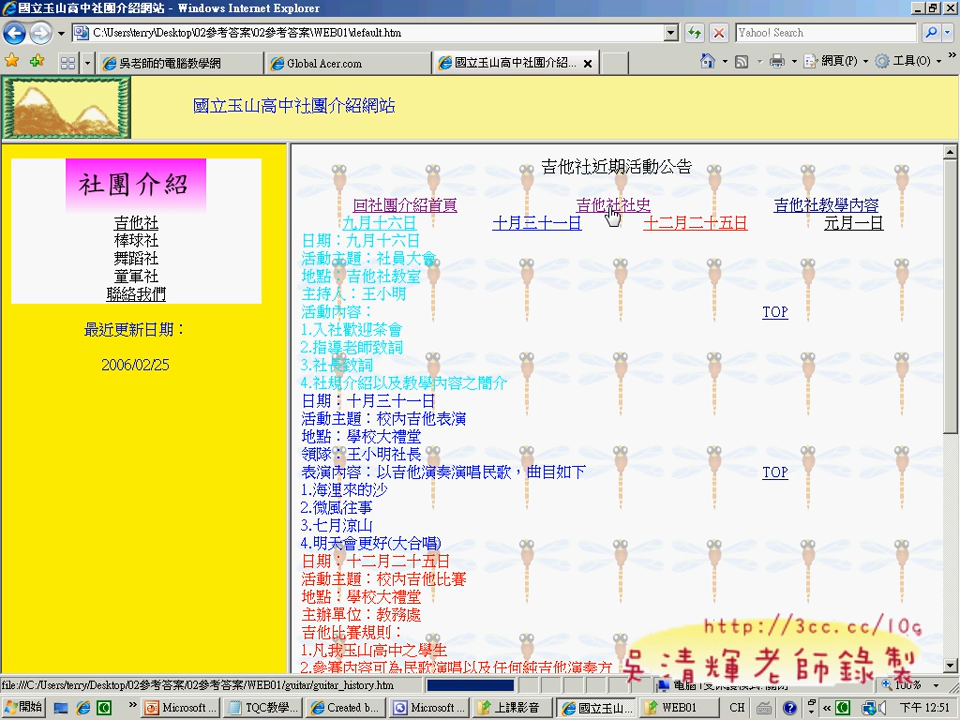 國立玉山高中社團介紹網站 - Windows Internet Explorer
C:\Users\terry\Desktop\02參考答案\02參考答案\WEB01\default.htm
Yahoo! Search
吳老師的電腦教學網
Global Acer.com
國立玉山高中社團介紹...
網頁(P)
工具(O)
國立玉山高中社團介紹網站
社團介紹
吉他社
棒球社
舞蹈社
童軍社
聯絡我們
最近更新日期：
2006/02/25
吉他社近期活動公告
回社團介紹首頁 吉他社社史 吉他社教學內容
九月十六日 十月三十一日 十二月二十五日 元月一日
日期：九月十六日
活動主題：社員大會
地點：吉他社教室
主持人：王小明
活動內容：
TOP
1.入社歡迎茶會
2.指導老師致詞
3.社長致詞
4.社規介紹以及教學內容之簡介
日期：十月三十一日
活動主題：校內吉他表演
地點：學校大禮堂
領隊：王小明社長
表演內容：以吉他演奏演唱民歌，曲目如下
TOP
1.海浬來的沙
2.微風往事
3.七月涼山
4.明天會更好(大合唱)
日期：十二月二十五日
活動主題：校內吉他比賽
地點：學校大禮堂
主辦單位：教務處
吉他比賽規則：
1.凡我玉山高中之學生
2.參賽內容可為民歌演唱以及任何純吉他演奏方
http://3cc.cc/10g
吳清輝老師錄製
file:///C:/Users/terry/Desktop/02參考答案/02參考答案/WEB01/guitar/guitar_history.htm
100%
開始
Microsoft ...
TQC教學...
Created b...
Microsoft ...
上課影音
國立玉山...
WEB01
CH
下午 12:51